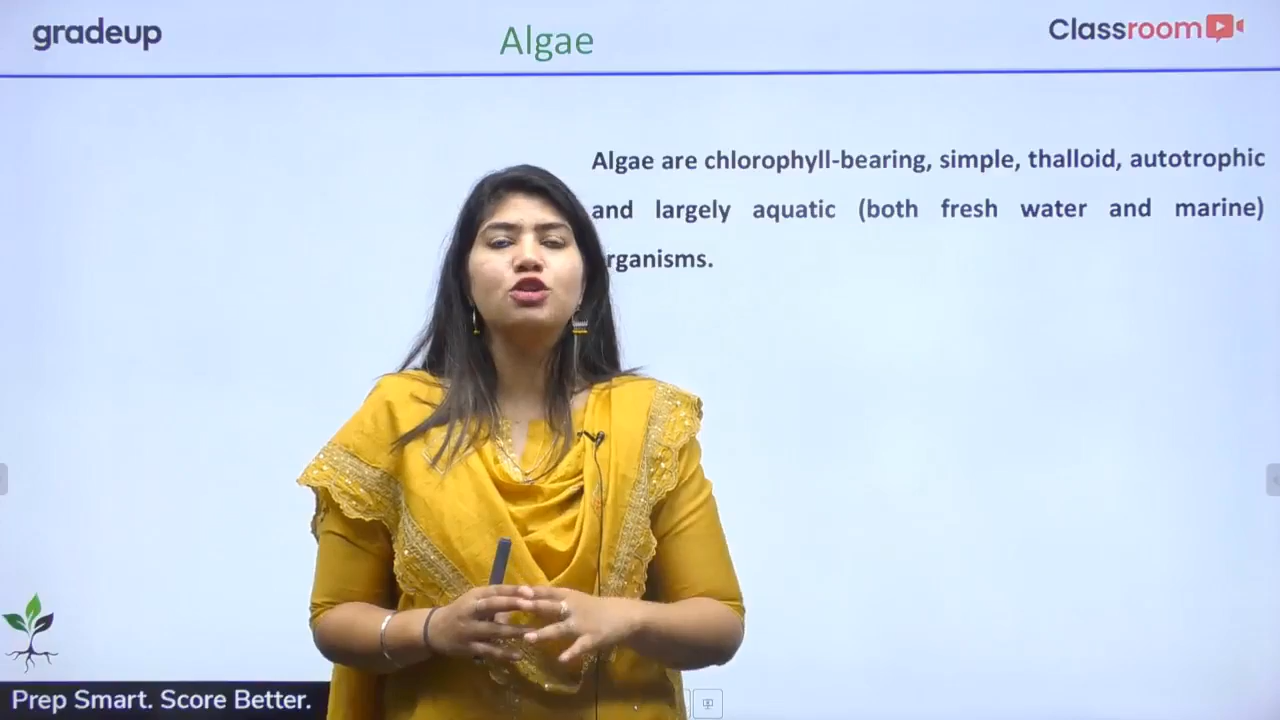 gradeup
Algae
Classroom
Algae are chlorophyll-bearing, simple, thalloid, autotrophic
and largely aquatic (both fresh water and marine)
rganisms.
Prep Smart. Score Better.